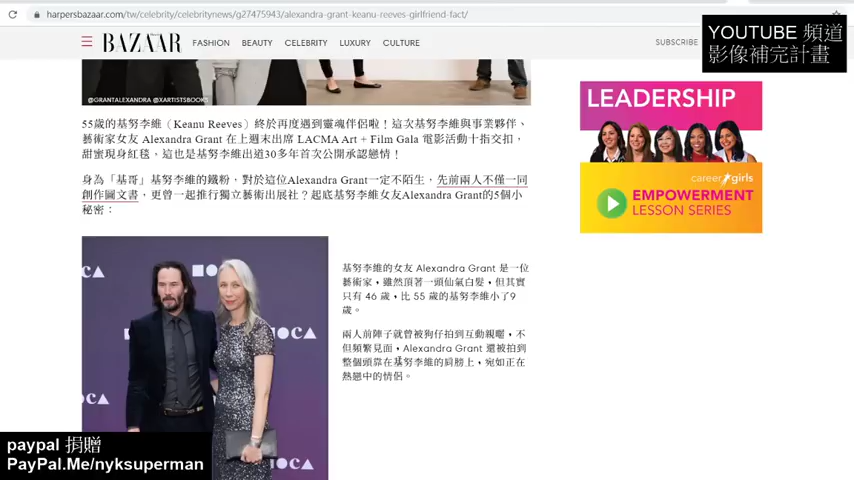 harpersbazaar.com/tw/celebrity/celebritynews/g27475943/alexandra-grant-keanu-reeves-girlfriend-fact/
YOUTUBE 頻道
影像補完計畫
BAZAAR
FASHION
BEAUTY
CELEBRITY
LUXURY
CULTURE
SUBSCRIBE
@GRANTALEXANDRA @XARTISTSBOOKS
55歲的基努李維（Keanu Reeves）終於再度遇到靈魂伴侶啦！這次基努李維與事業夥伴、
藝術家女友 Alexandra Grant 在上週末出席 LACMA Art + Film Gala 電影活動十指交扣，
甜蜜現身紅毯，這也是基努李維出道30多年首次公開承認戀情！
身為「基哥」基努李維的鐵粉，對於這位Alexandra Grant一定不陌生，先前兩人不僅一同
創作圖文書，更曾一起推行獨立藝術出展社？起底基努李維女友Alexandra Grant的5個小
秘密：
LEADERSHIP
career girls
EMPOWERMENT
LESSON SERIES
基努李維的女友 Alexandra Grant 是一位
藝術家，雖然頂著一頭仙氣白髮，但其實
只有 46 歲，比 55 歲的基努李維小了9
歲。
兩人前陣子就曾被狗仔拍到互動親暱，不
但頻繁見面，Alexandra Grant 還被拍到
整個頭靠在基努李維的肩膀上，宛如正在
熱戀中的情侶。
CA
MOCA
MOCA
paypal 捐贈
PayPal.Me/nyksuperman